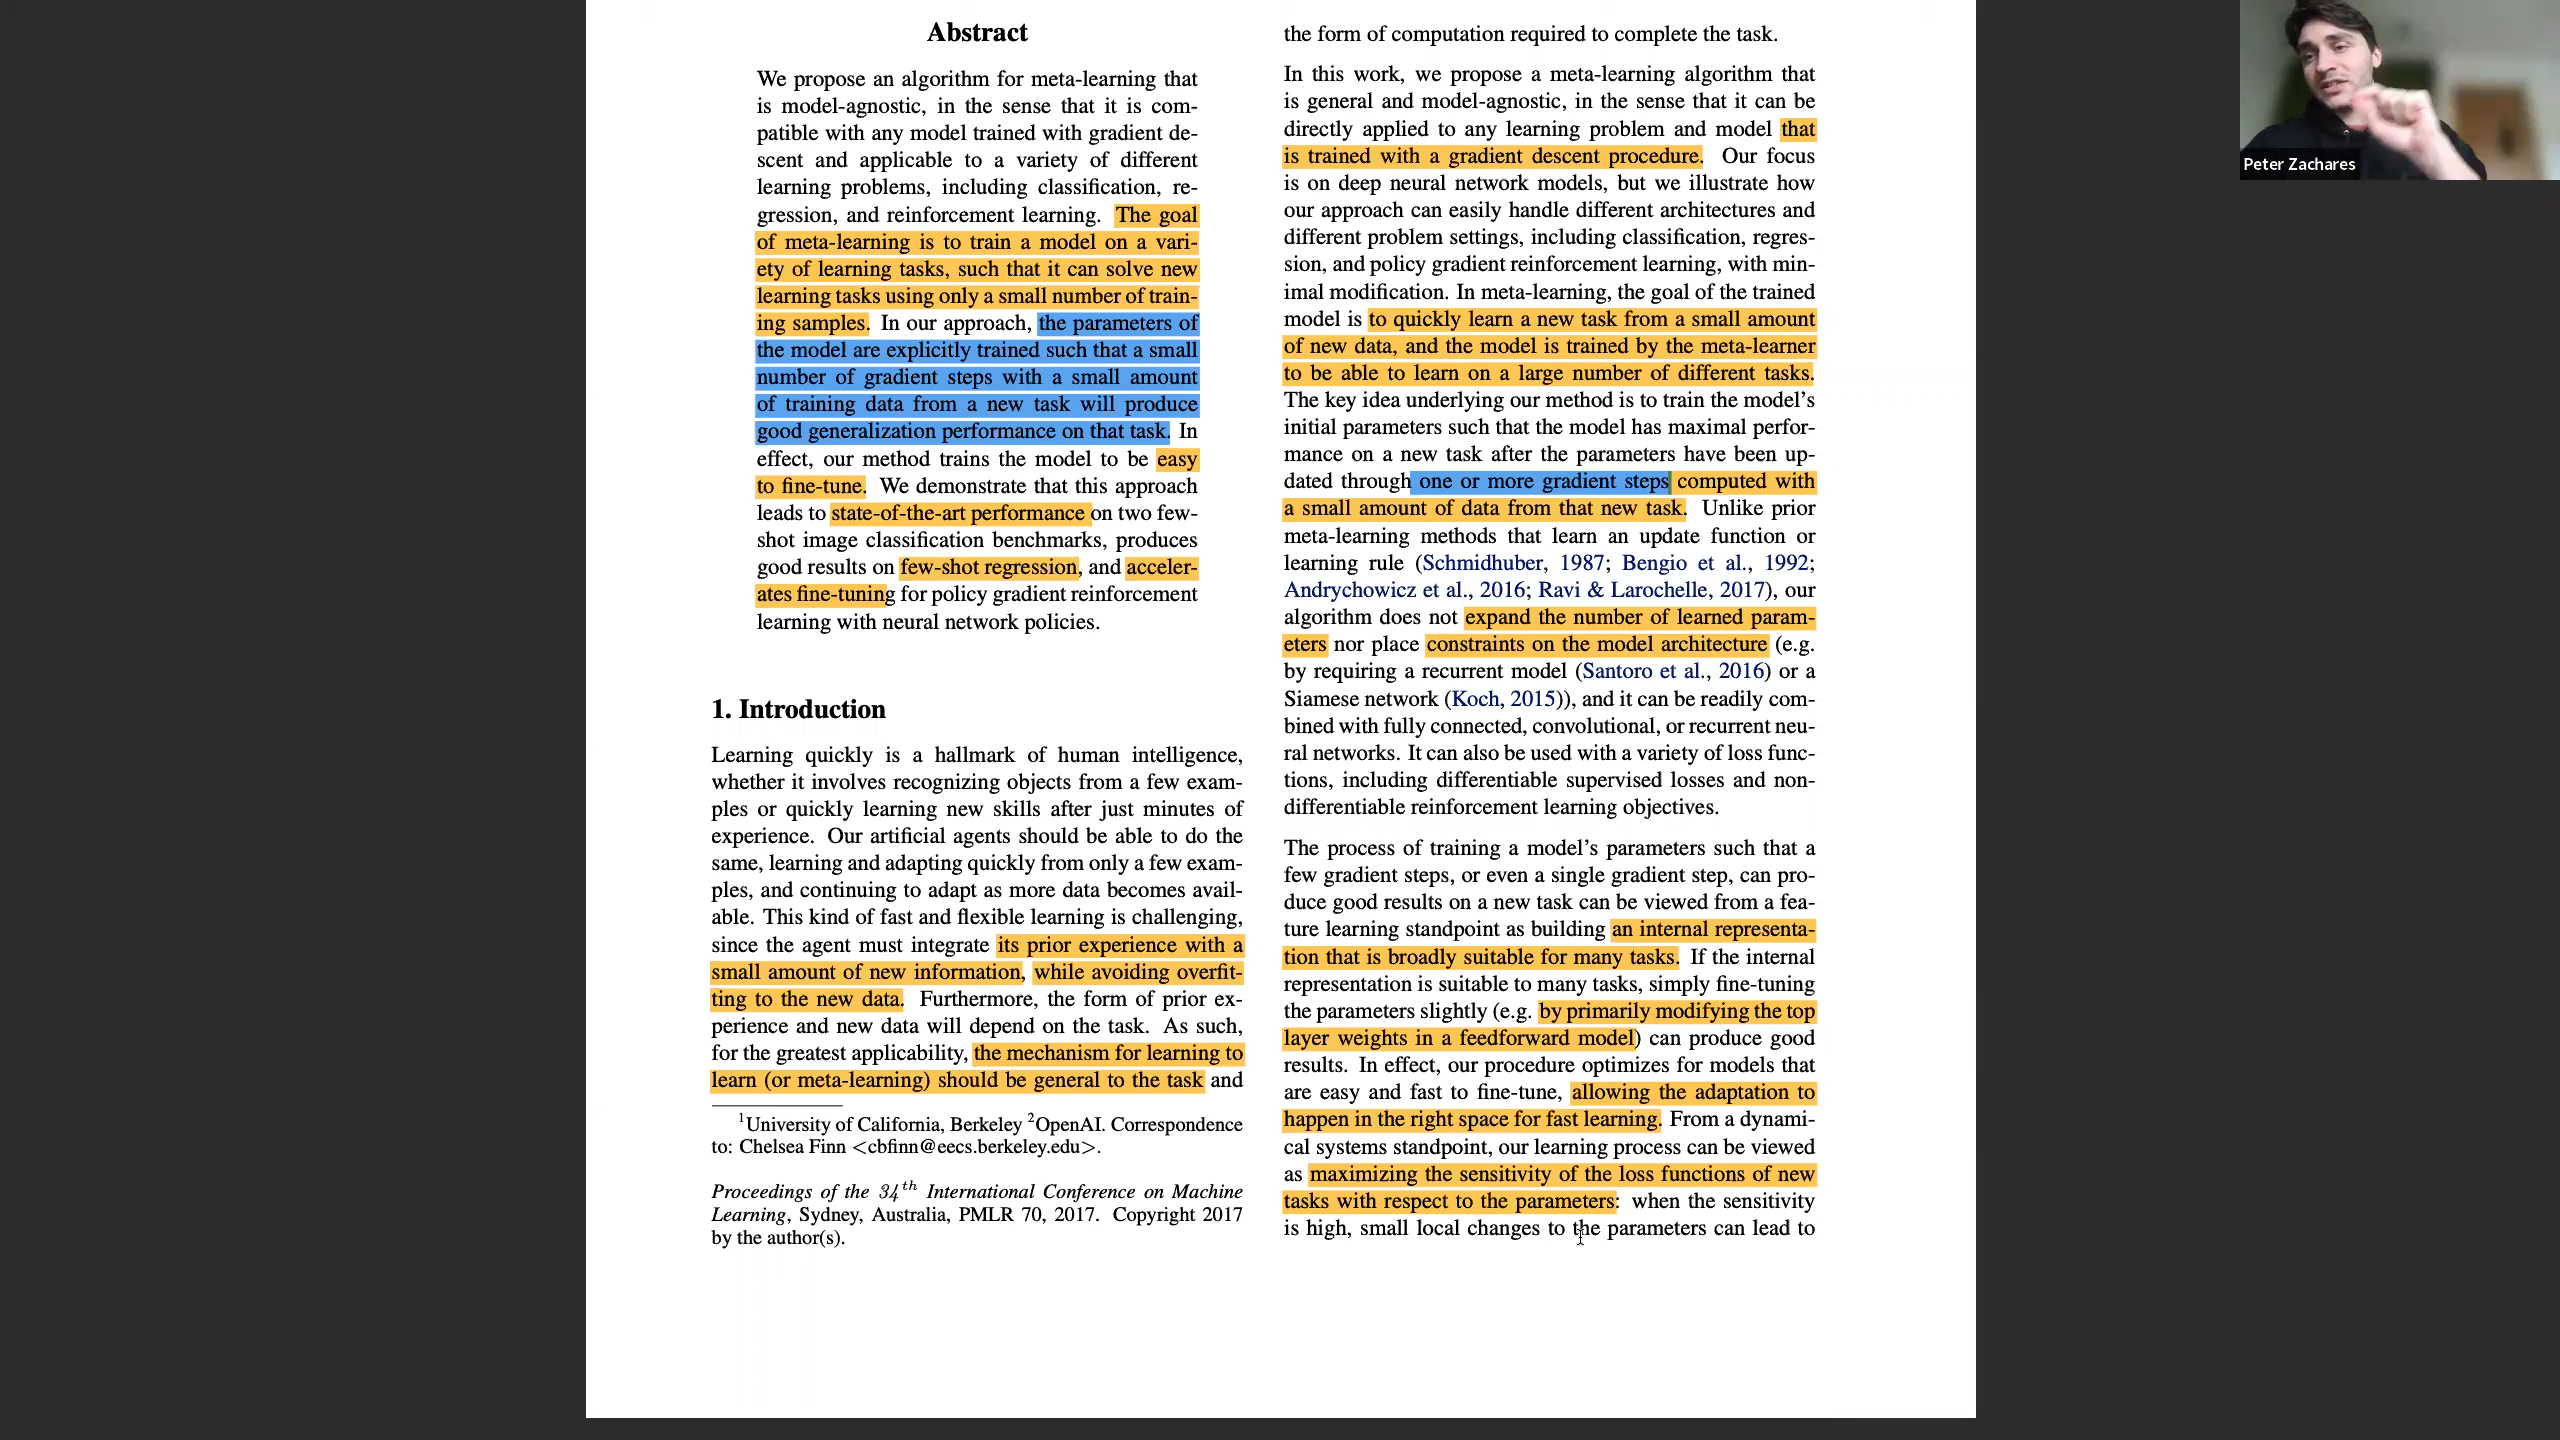 Abstract
We propose an algorithm for meta-learning that
is model-agnostic, in the sense that it is com-
patible with any model trained with gradient de-
scent and applicable to a variety of different
learning problems, including classification, re-
gression, and reinforcement learning. The goal
of meta-learning is to train a model on a vari-
ety of learning tasks, such that it can solve new
learning tasks using only a small number of train-
ing samples. In our approach, the parameters of
the model are explicitly trained such that a small
number of gradient steps with a small amount
of training data from a new task will produce
good generalization performance on that task. In
effect, our method trains the model to be easy
to fine-tune. We demonstrate that this approach
leads to state-of-the-art performance on two few-
shot image classification benchmarks, produces
good results on few-shot regression, and acceler-
ates fine-tuning for policy gradient reinforcement
learning with neural network policies.
1. Introduction
Learning quickly is a hallmark of human intelligence,
whether it involves recognizing objects from a few exam-
ples or quickly learning new skills after just minutes of
experience. Our artificial agents should be able to do the
same, learning and adapting quickly from only a few exam-
ples, and continuing to adapt as more data becomes avail-
able. This kind of fast and flexible learning is challenging,
since the agent must integrate its prior experience with a
small amount of new information, while avoiding overfit-
ting to the new data. Furthermore, the form of prior ex-
perience and new data will depend on the task. As such,
for the greatest applicability, the mechanism for learning to
learn (or meta-learning) should be general to the task and
1University of California, Berkeley 2OpenAI. Correspondence
to: Chelsea Finn <cbfinn@eecs.berkeley.edu>.
Proceedings of the 34th International Conference on Machine
Learning, Sydney, Australia, PMLR 70, 2017. Copyright 2017
by the author(s).
the form of computation required to complete the task.
In this work, we propose a meta-learning algorithm that
is general and model-agnostic, in the sense that it can be
directly applied to any learning problem and model that
is trained with a gradient descent procedure. Our focus
is on deep neural network models, but we illustrate how
our approach can easily handle different architectures and
different problem settings, including classification, regres-
sion, and policy gradient reinforcement learning, with min-
imal modification. In meta-learning, the goal of the trained
model is to quickly learn a new task from a small amount
of new data, and the model is trained by the meta-learner
to be able to learn on a large number of different tasks.
The key idea underlying our method is to train the model's
initial parameters such that the model has maximal perfor-
mance on a new task after the parameters have been up-
dated through one or more gradient steps computed with
a small amount of data from that new task. Unlike prior
meta-learning methods that learn an update function or
learning rule (Schmidhuber, 1987; Bengio et al., 1992;
Andrychowicz et al., 2016; Ravi & Larochelle, 2017), our
algorithm does not expand the number of learned param-
eters nor place constraints on the model architecture (e.g.
by requiring a recurrent model (Santoro et al., 2016) or a
Siamese network (Koch, 2015)), and it can be readily com-
bined with fully connected, convolutional, or recurrent neu-
ral networks. It can also be used with a variety of loss func-
tions, including differentiable supervised losses and non-
differentiable reinforcement learning objectives.
The process of training a model's parameters such that a
few gradient steps, or even a single gradient step, can pro-
duce good results on a new task can be viewed from a fea-
ture learning standpoint as building an internal representa-
tion that is broadly suitable for many tasks. If the internal
representation is suitable to many tasks, simply fine-tuning
the parameters slightly (e.g. by primarily modifying the top
layer weights in a feedforward model) can produce good
results. In effect, our procedure optimizes for models that
are easy and fast to fine-tune, allowing the adaptation to
happen in the right space for fast learning. From a dynami-
cal systems standpoint, our learning process can be viewed
as maximizing the sensitivity of the loss functions of new
tasks with respect to the parameters: when the sensitivity
is high, small local changes to the parameters can lead to
Peter Zachares